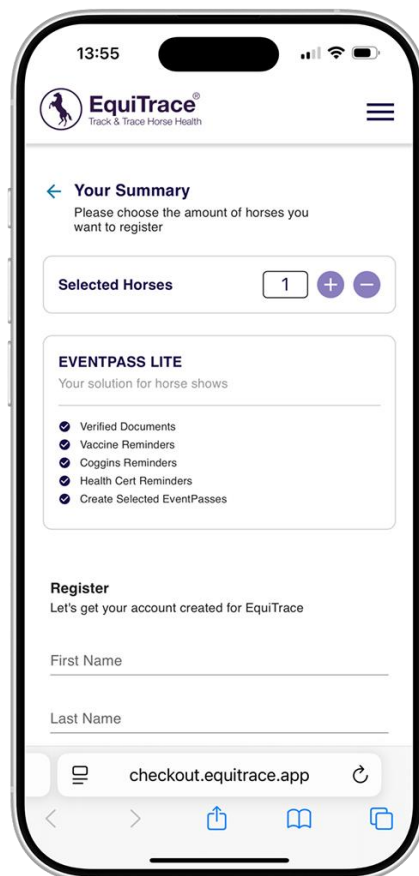 13:55
EquiTrace®
Track & Trace Horse Health
Your Summary
Please choose the amount of horses you
want to register
Selected Horses
1
EVENTPASS LITE
Your solution for horse shows
Verified Documents
Vaccine Reminders
Coggins Reminders
Health Cert Reminders
Create Selected EventPasses
Register
Let's get your account created for EquiTrace
First Name
Last Name
checkout.equitrace.app